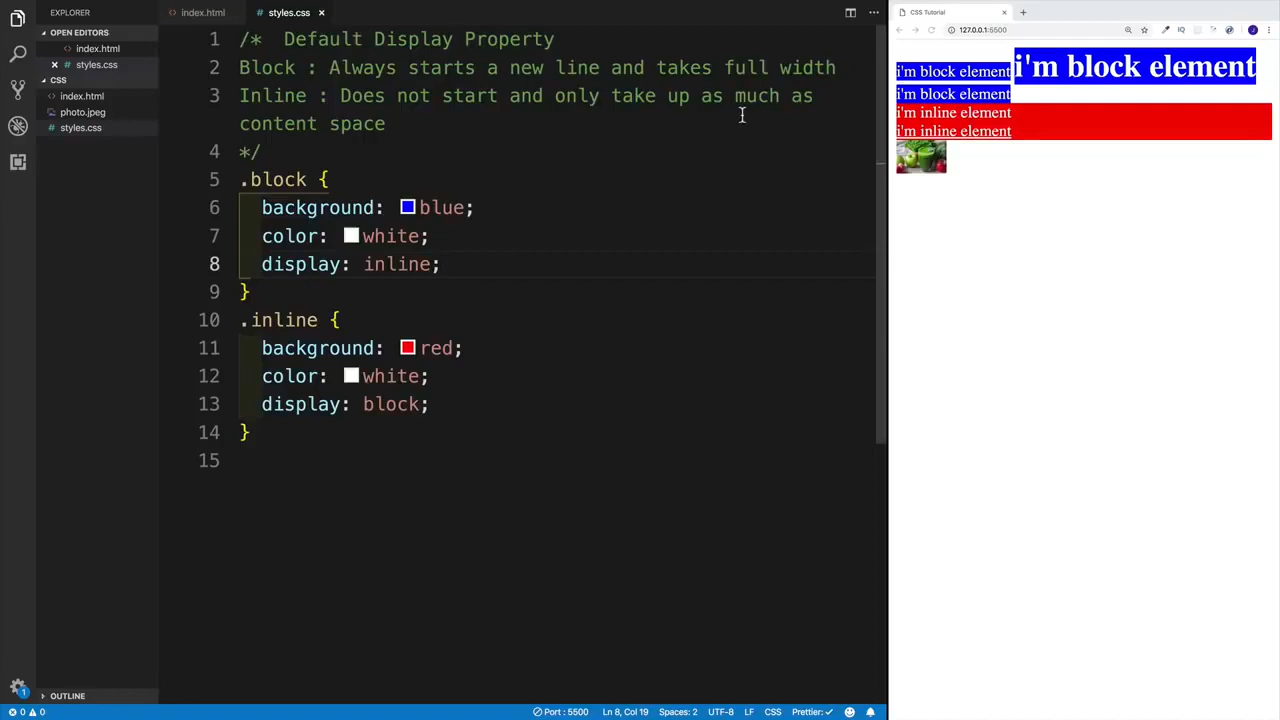 EXPLORER
OPEN EDITORS
index.html
styles.css
CSS
index.html
photo.jpeg
styles.css
OUTLINE
index.html
styles.css
1 /*  Default Display Property
2 Block : Always starts a new line and takes full width
3 Inline : Does not start and only take up as much as
content space
4 */
5 .block {
6 background: blue;
7 color: white;
8 display: inline;
9 }
10 .inline {
11 background: red;
12 color: white;
13 display: block;
14 }
15
1
0 0
Port : 5500
Ln 8, Col 19
Spaces: 2
UTF-8
LF
CSS
Prettier:
CSS Tutorial
127.0.0.1:5500
IQ
J
i'm block element i'm block element
i'm block element
i'm inline element
i'm inline element